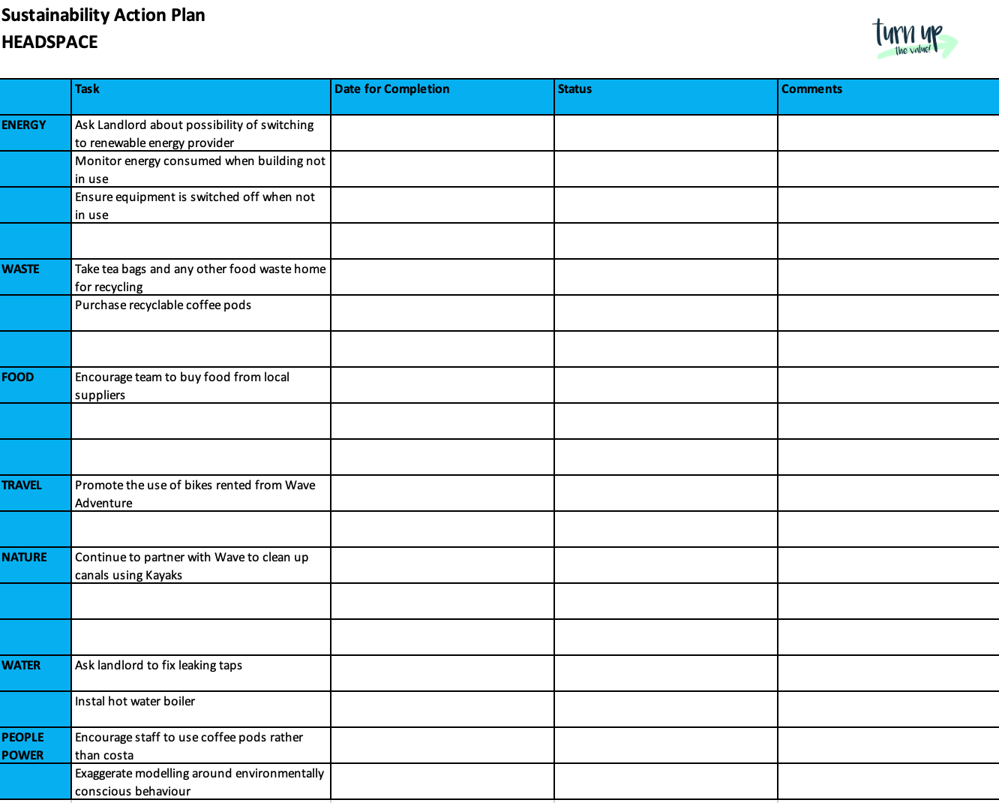 Sustainability Action Plan
HEADSPACE
turn up
the value!
Task
Date for Completion
Status
Comments
ENERGY
Ask Landlord about possibility of switching
to renewable energy provider
Monitor energy consumed when building not
in use
Ensure equipment is switched off when not
in use
WASTE
Take tea bags and any other food waste home
for recycling
Purchase recyclable coffee pods
FOOD
Encourage team to buy food from local
suppliers
TRAVEL
Promote the use of bikes rented from Wave
Adventure
NATURE
Continue to partner with Wave to clean up
canals using Kayaks
WATER
Ask landlord to fix leaking taps
Instal hot water boiler
PEOPLE
POWER
Encourage staff to use coffee pods rather
than costa
Exaggerate modelling around environmentally
conscious behaviour